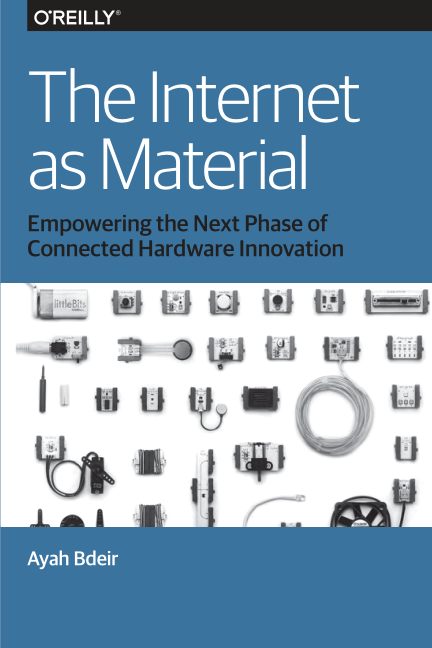 O'REILLY®
The Internet
as Material
Empowering the Next Phase of
Connected Hardware Innovation
littleBits
Ayah Bdeir